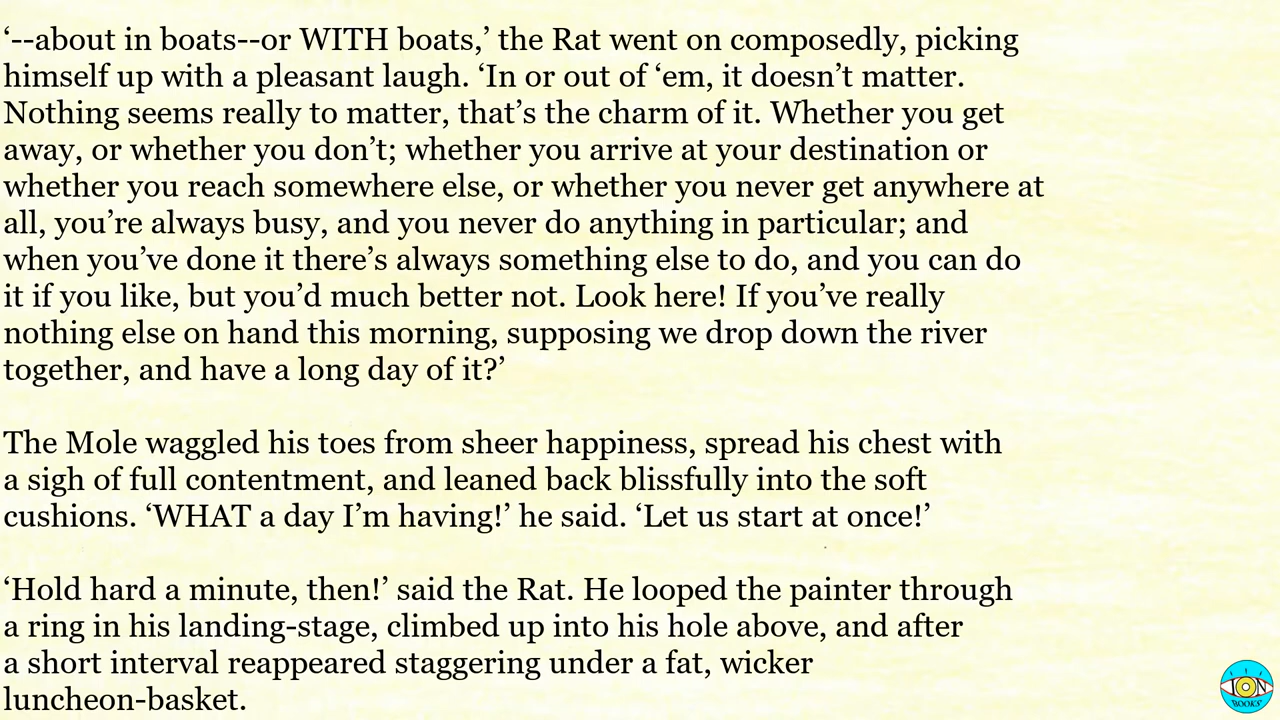 ‘--about in boats--or WITH boats,’ the Rat went on composedly, picking
himself up with a pleasant laugh. ‘In or out of ‘em, it doesn’t matter.
Nothing seems really to matter, that’s the charm of it. Whether you get
away, or whether you don’t; whether you arrive at your destination or
whether you reach somewhere else, or whether you never get anywhere at
all, you’re always busy, and you never do anything in particular; and
when you’ve done it there’s always something else to do, and you can do
it if you like, but you’d much better not. Look here! If you’ve really
nothing else on hand this morning, supposing we drop down the river
together, and have a long day of it?’
The Mole waggled his toes from sheer happiness, spread his chest with
a sigh of full contentment, and leaned back blissfully into the soft
cushions. ‘WHAT a day I’m having!’ he said. ‘Let us start at once!’
‘Hold hard a minute, then!’ said the Rat. He looped the painter through
a ring in his landing-stage, climbed up into his hole above, and after
a short interval reappeared staggering under a fat, wicker
luncheon-basket.
ION
BOOKS